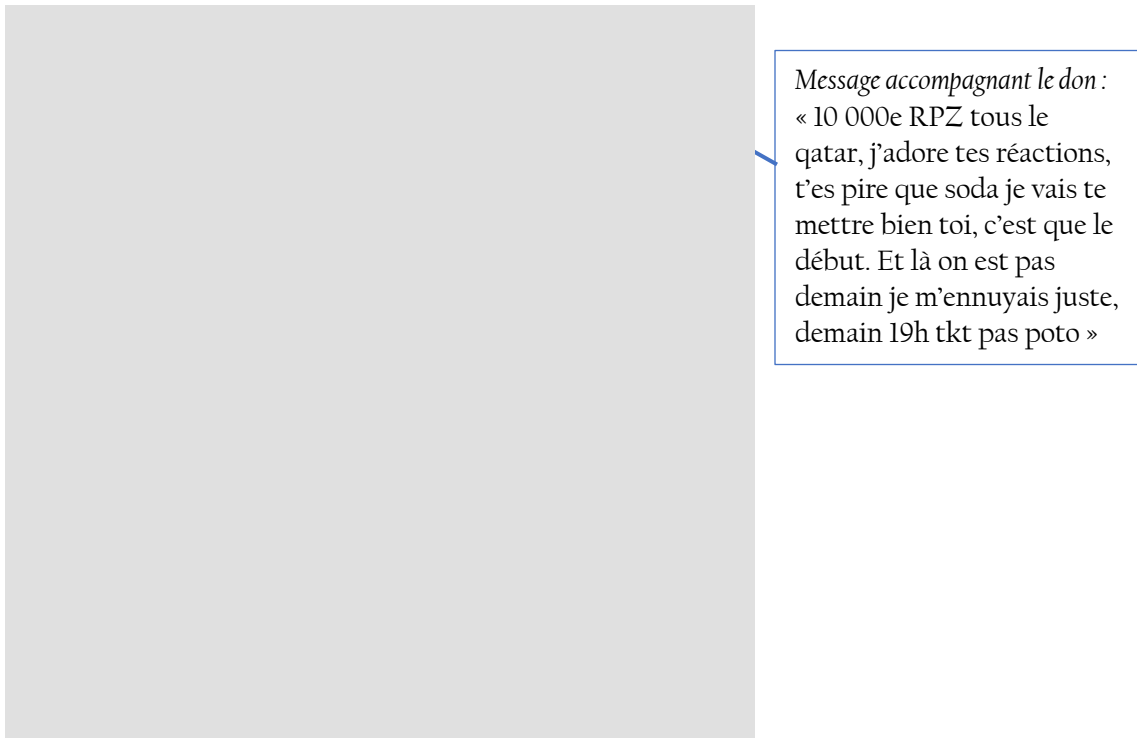 Message accompagnant le don :
« 10 000e RPZ tous le
qatar, j’adore tes réactions,
t’es pire que soda je vais te
mettre bien toi, c’est que le
début. Et là on est pas
demain je m’ennuyais juste,
demain 19h tkt pas poto »